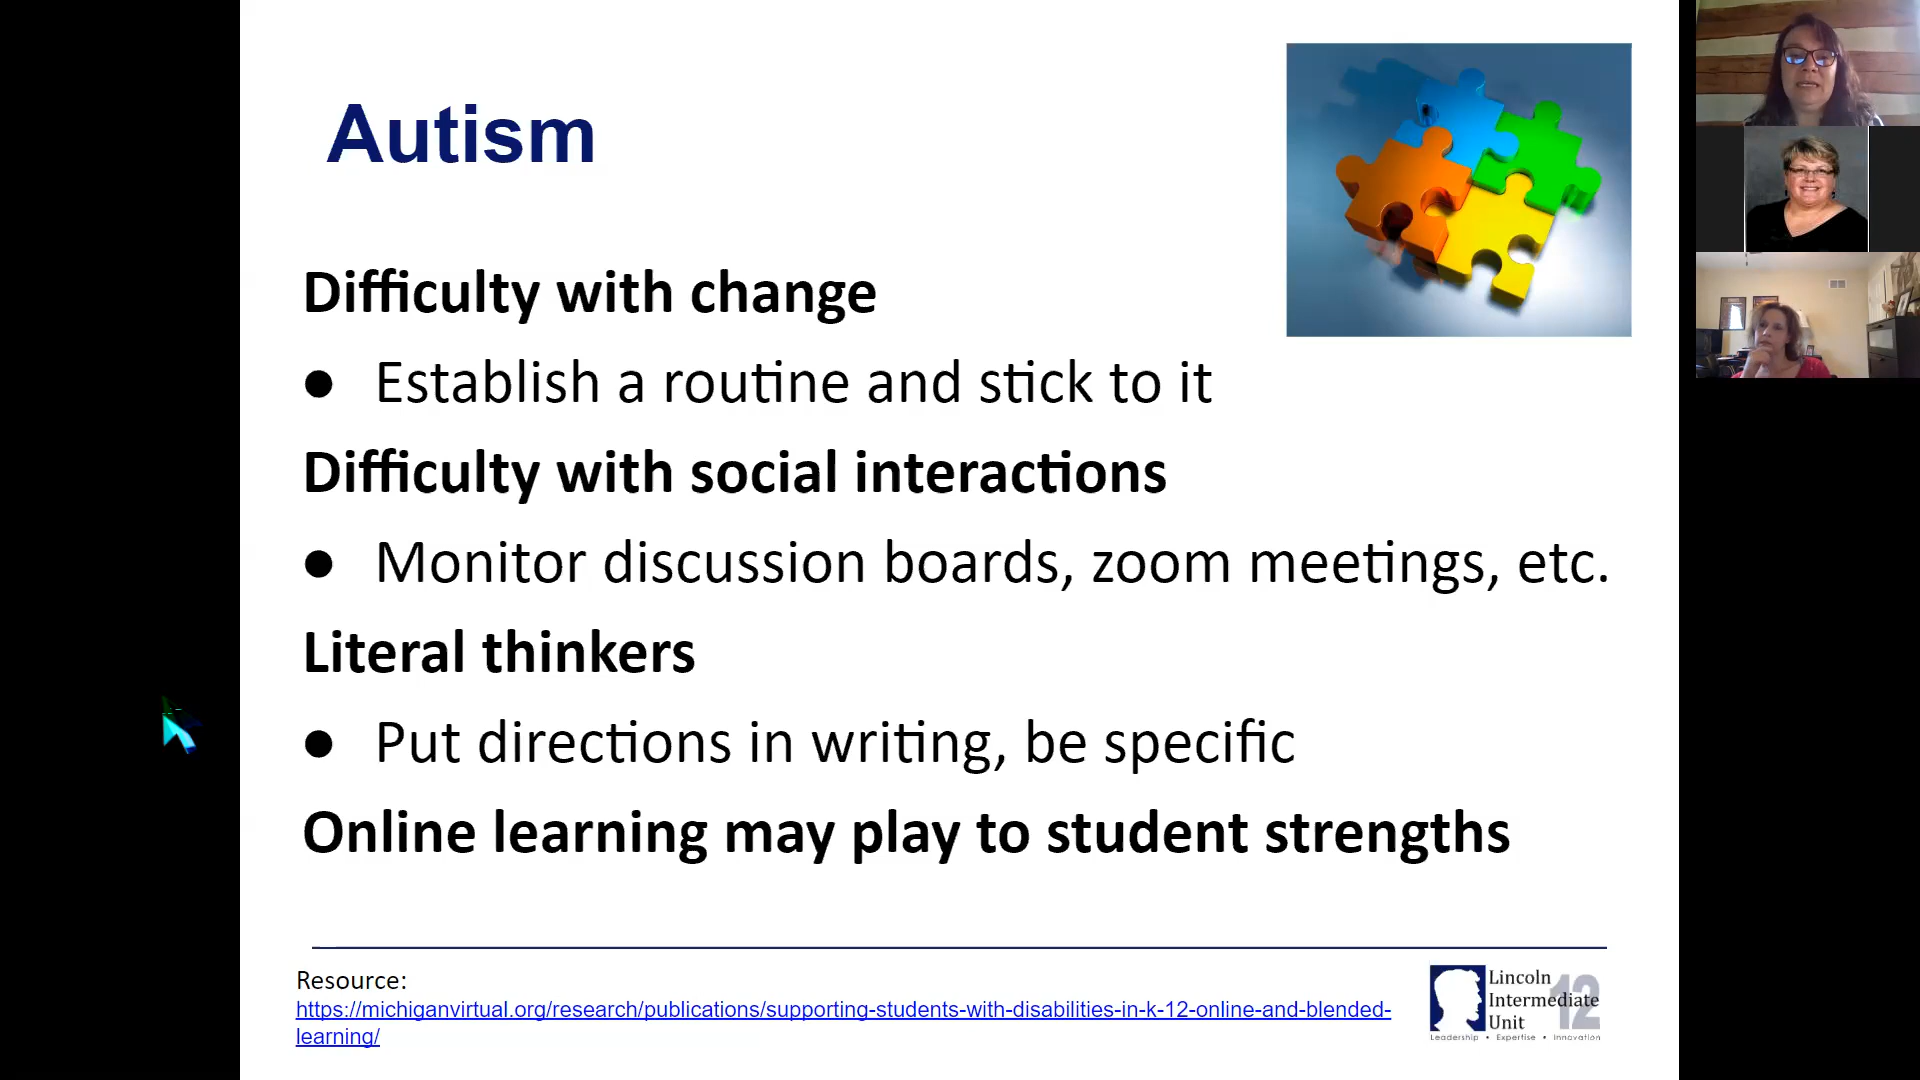 Autism
Difficulty with change
● Establish a routine and stick to it
Difficulty with social interactions
● Monitor discussion boards, zoom meetings, etc.
Literal thinkers
● Put directions in writing, be specific
Online learning may play to student strengths
Resource:
https://michiganvirtual.org/research/publications/supporting-students-with-disabilities-in-k-12-online-and-blended-
learning/
Lincoln
Intermediate
Unit
12
Leadership • Expertise • Innovation